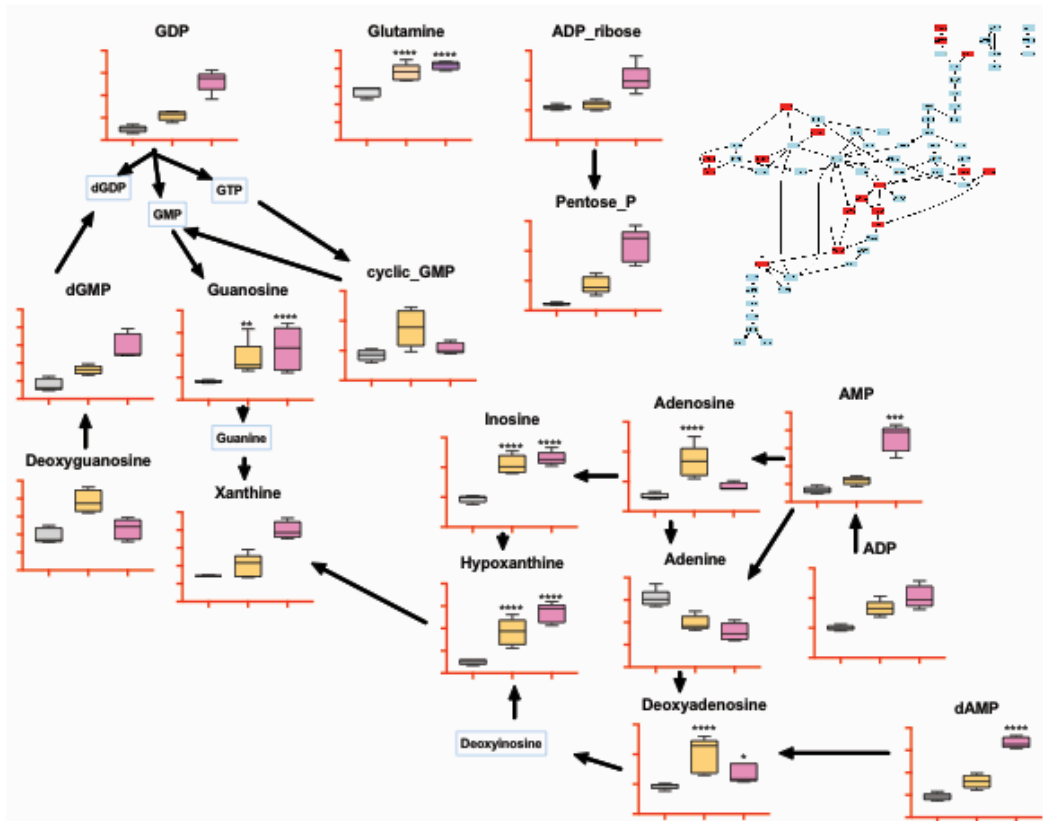 GDP
Glutamine
ADP_ribose
****
****
dGDP
GTP
GMP
Pentose_P
dGMP
Guanosine
cyclic_GMP
**
****
Guanine
Deoxyguanosine
Xanthine
Inosine
Adenosine
AMP
****
****
****
***
Hypoxanthine
Adenine
ADP
****
****
Deoxyinosine
Deoxyadenosine
dAMP
****
*
****